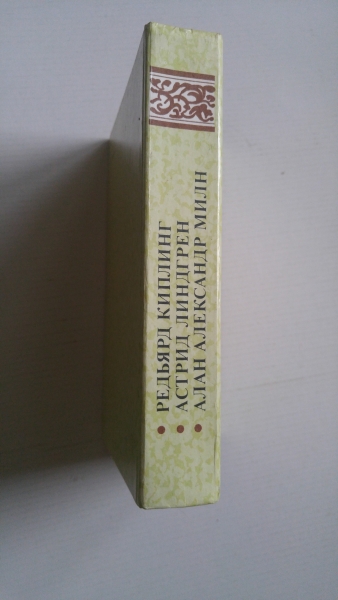 РЕДЬЯРД КИПЛИНГ
АСТРИД ЛИНДГРЕН
АЛАН АЛЕКСАНДР МИЛН